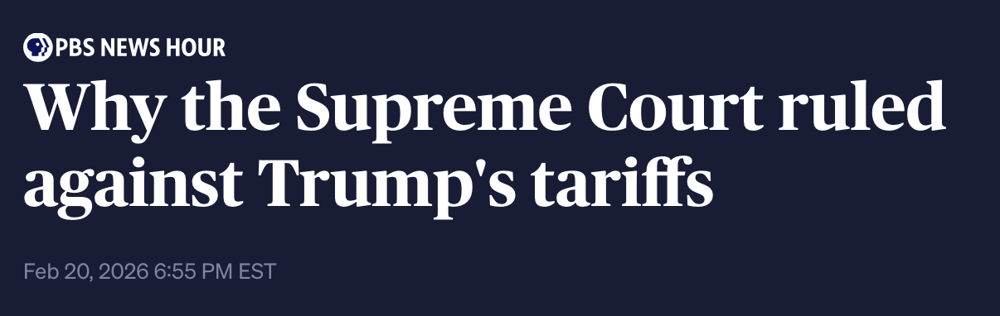 PBS NEWS HOUR
Why the Supreme Court ruled
against Trump's tariffs
Feb 20, 2026 6:55 PM EST